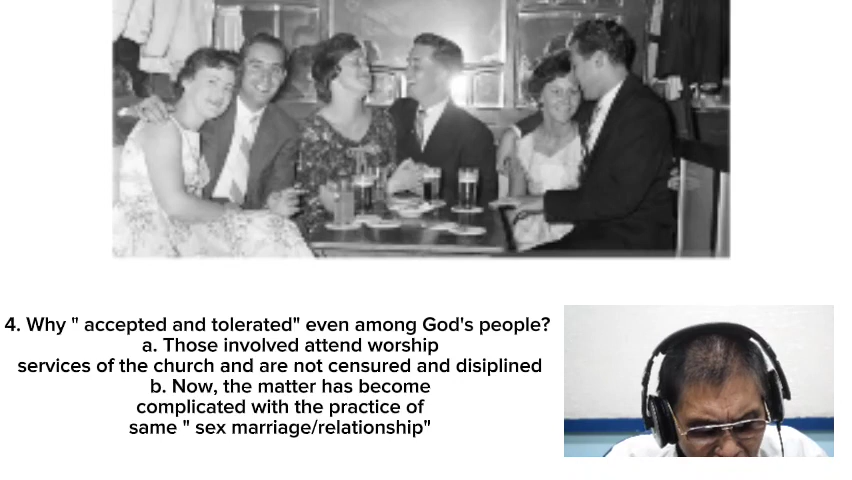 4. Why " accepted and tolerated" even among God's people?
a. Those involved attend worship
services of the church and are not censured and disiplined
b. Now, the matter has become
complicated with the practice of
same " sex marriage/relationship"